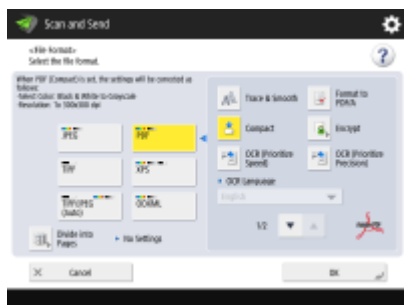 Scan and Send
<File Format>
Select the file format.
When PDF (Compact) is set, the settings will be corrected as
follows:
-Select Color: Black & White to Grayscale
-Resolution: To 300x300 dpi
JPEG
PDF
TIFF
XPS
TIFF/JPEG
(Auto)
OOXML
Divide into
Pages
No Settings
Trace & Smooth
Format to
PDF/A
Compact
Encrypt
OCR (Prioritize
Speed)
OCR (Prioritize
Precision)
OCR Language
English
1/2
Cancel
OK